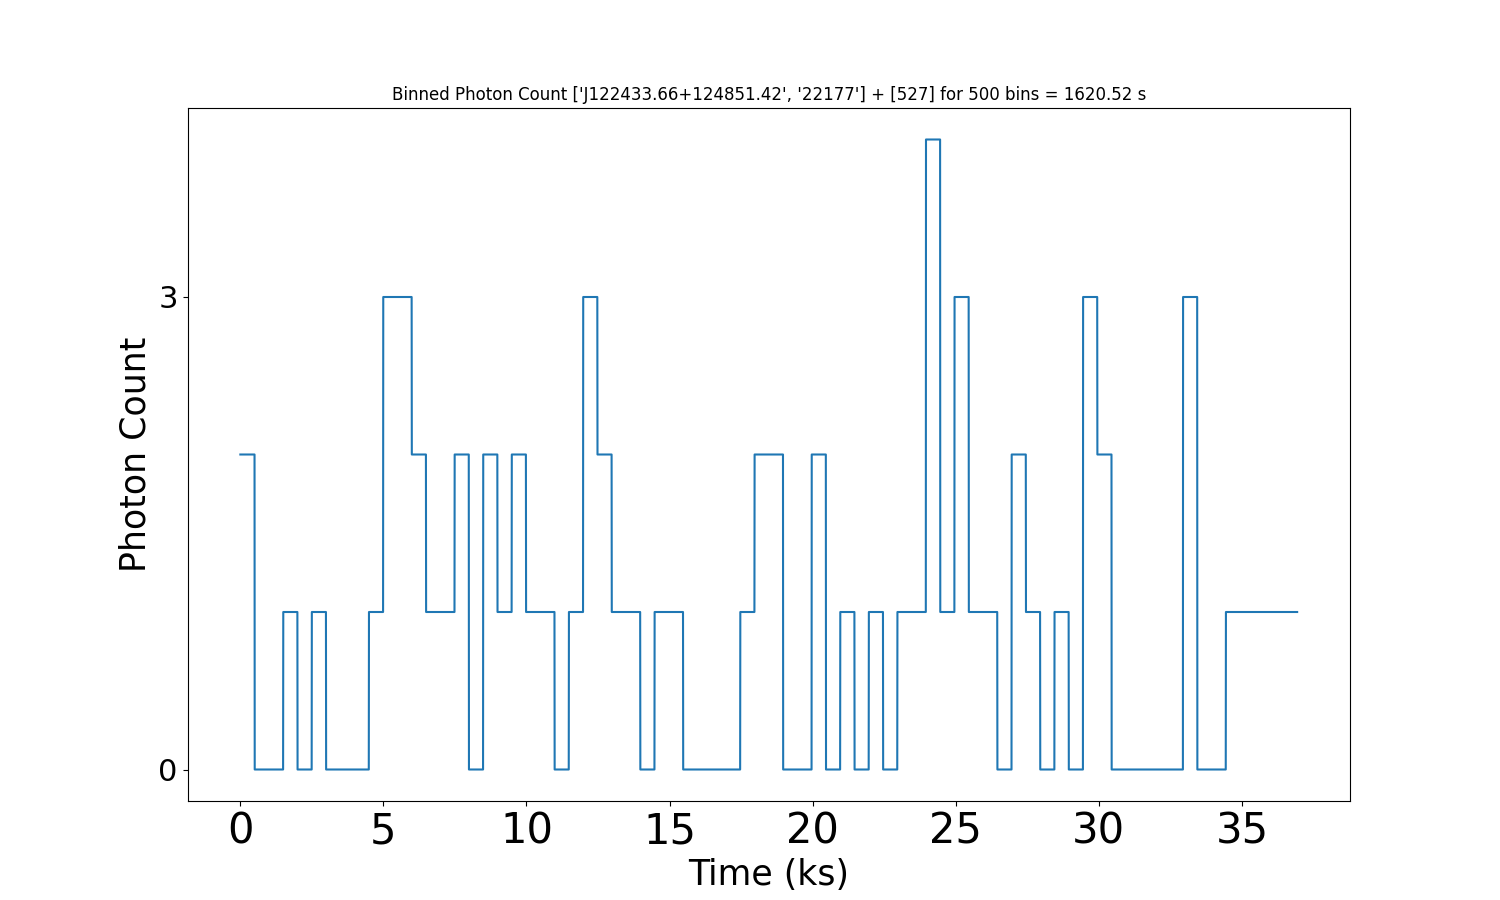 Binned Photon Count ['J122433.66+124851.42', '22177'] + [527] for 500 bins = 1620.52 s
3
Photon Count
0
0 5 10 15 20 25 30 35
Time (ks)